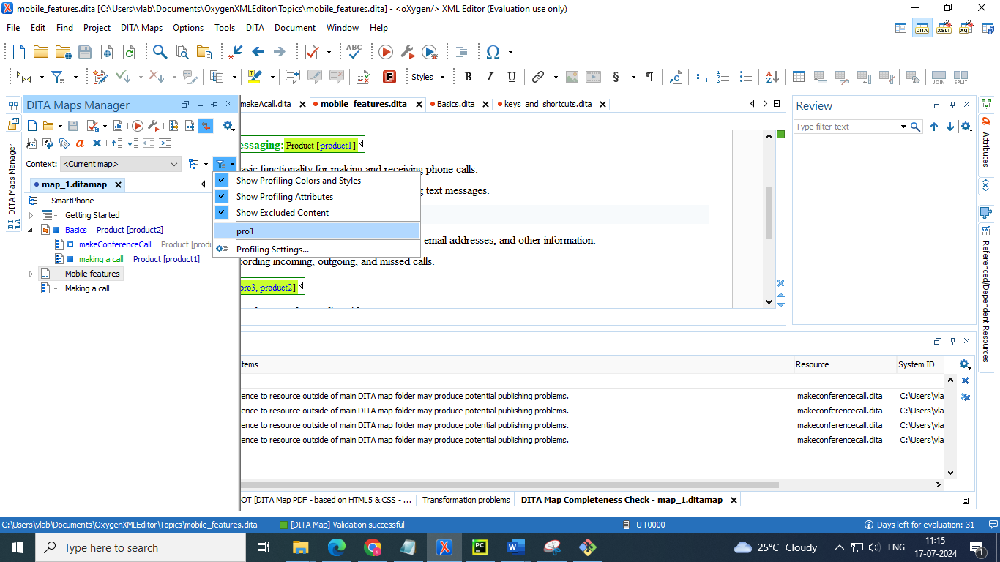 mobile_features.dita [C:\Users\vlab\Documents\OxygenXMLEditor\Topics\mobile_features.dita] - <oXygen/> XML Editor (Evaluation use only)
File Edit Find Project DITA Maps Options Tools DITA Document Window Help
DITA XSLT XQ
ABC
Styles B I U § ¶ JOIN SPLIT
DITA Maps Manager
makeAcall.dita mobile_features.dita Basics.dita keys_and_shortcuts.dita
Review
Type filter text
Context: <Current map>
map_1.ditamap
SmartPhone
Getting Started
Basics Product [product2]
makeConferenceCall Product [produ
making a call Product [product1]
Mobile features
Making a call
Show Profiling Colors and Styles
Show Profiling Attributes
Show Excluded Content
pro1
Profiling Settings...
essaging: Product [product1]
asic functionality for making and receiving phone calls.
g text messages.
email addresses, and other information.
cording incoming, outgoing, and missed calls.
pro3, product2]
DITA Maps Manager
Attributes
Referenced/Dependent Resources
tems Resource System ID
ence to resource outside of main DITA map folder may produce potential publishing problems. makeconferencecall.dita C:\Users\vla
ence to resource outside of main DITA map folder may produce potential publishing problems. makeconferencecall.dita C:\Users\vla
ence to resource outside of main DITA map folder may produce potential publishing problems. makeconferencecall.dita C:\Users\vla
ence to resource outside of main DITA map folder may produce potential publishing problems. makeconferencecall.dita C:\Users\vla
OT [DITA Map PDF - based on HTML5 & CSS - ... Transformation problems DITA Map Completeness Check - map_1.ditamap
C:\Users\vlab\Documents\OxygenXMLEditor\Topics\mobile_features.dita [DITA Map] Validation successful U+0000 Days left for evaluation: 31
Type here to search
25°C Cloudy ENG 11:15
17-07-2024
1